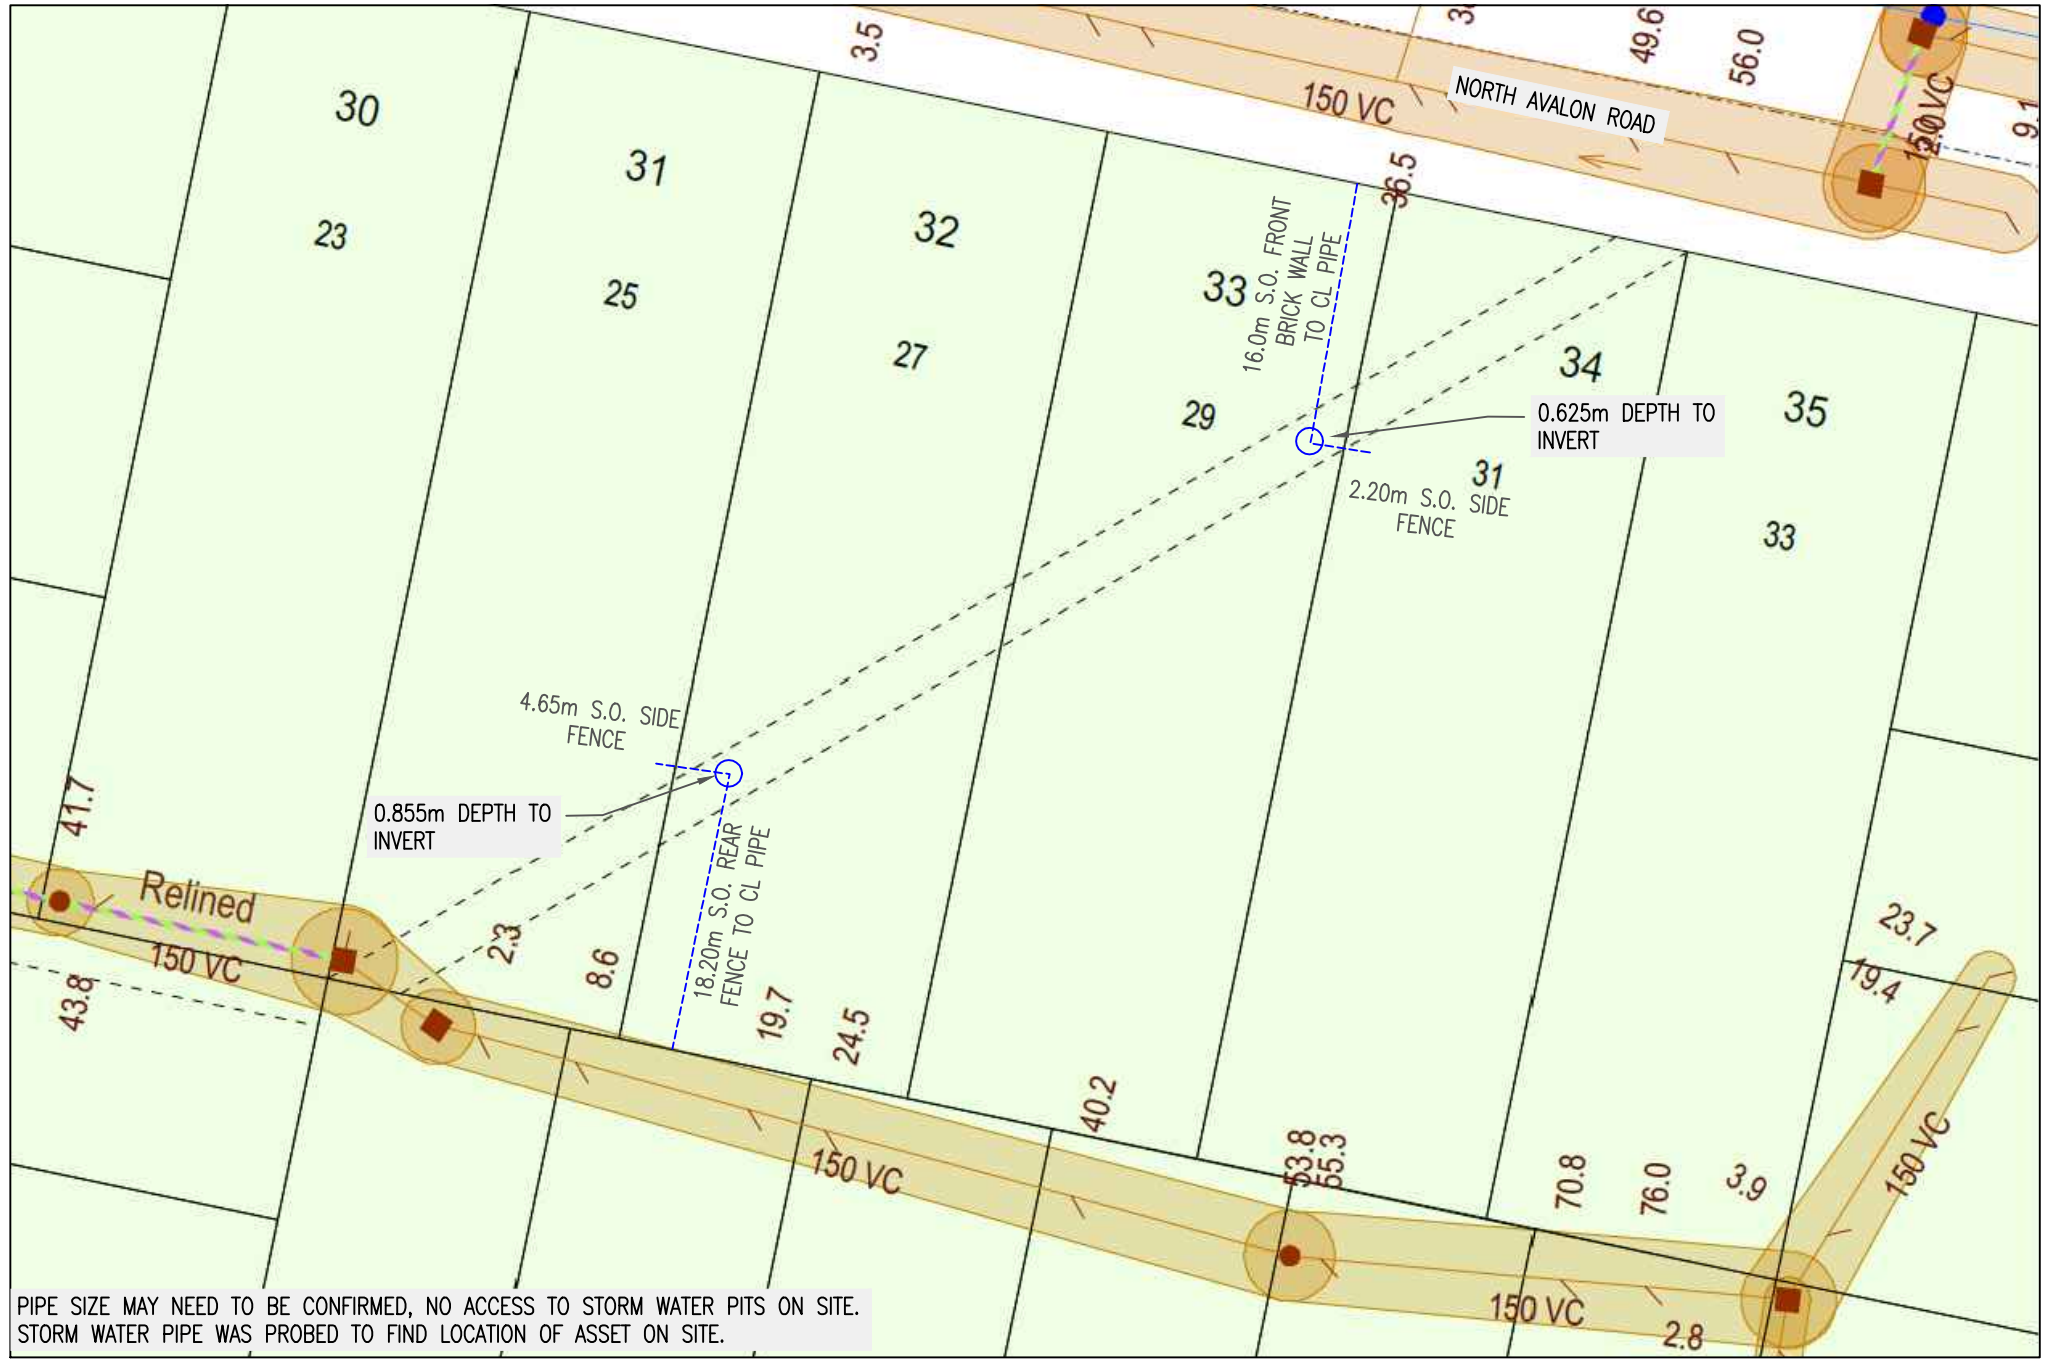 3.5
49.6
56.0
150 VC
NORTH AVALON ROAD
150 VC
2.0
9.1
30
31
32
33
34
35
36.5
23
25
27
29
31
33
16.0m S.O. FRONT
BRICK WALL
TO CL PIPE
0.625m DEPTH TO
INVERT
2.20m S.O. SIDE
FENCE
4.65m S.O. SIDE
FENCE
0.855m DEPTH TO
INVERT
18.20m S.O. REAR
FENCE TO CL PIPE
41.7
Relined
150 VC
43.8
2.3
8.6
19.7
24.5
40.2
150 VC
53.8
55.3
70.8
76.0
3.9
23.7
19.4
150 VC
150 VC
2.8
PIPE SIZE MAY NEED TO BE CONFIRMED, NO ACCESS TO STORM WATER PITS ON SITE.
STORM WATER PIPE WAS PROBED TO FIND LOCATION OF ASSET ON SITE.